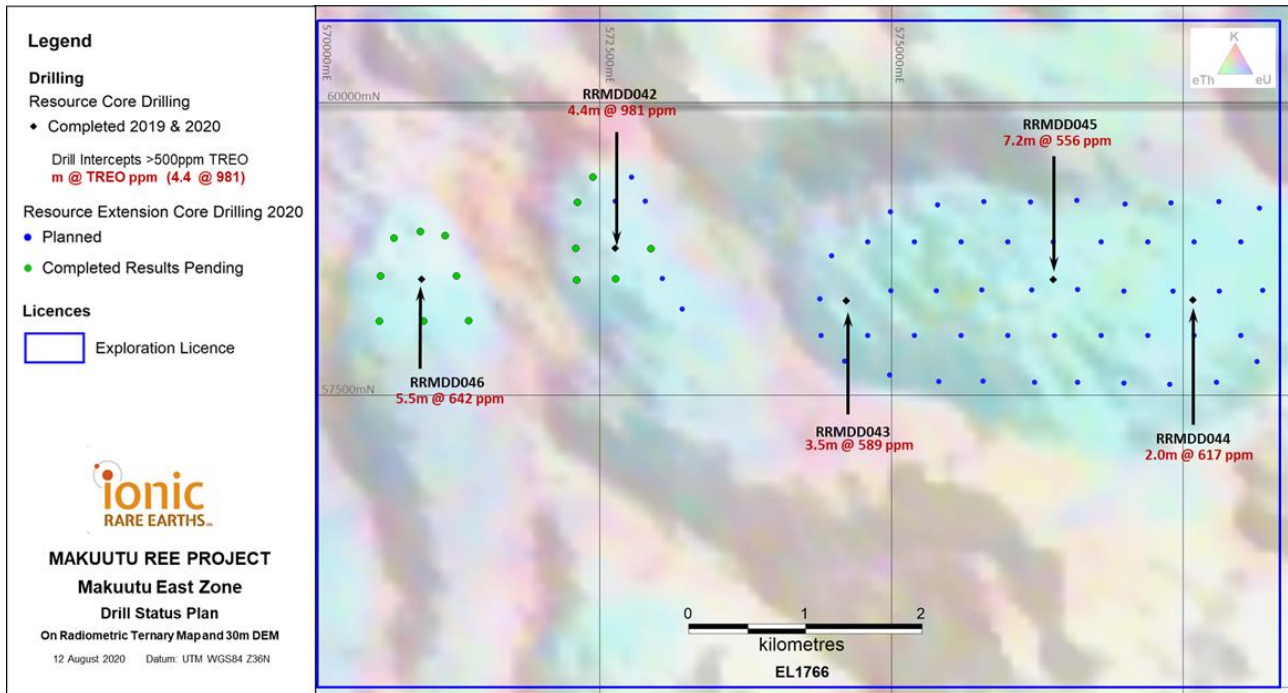 Legend
Drilling
Resource Core Drilling
Completed 2019 & 2020
Drill Intercepts >500ppm TREO
m @ TREO ppm (4.4 @ 981)
Resource Extension Core Drilling 2020
Planned
Completed Results Pending
Licences
Exploration Licence
ionic
RARE EARTHS
MAKUUTU REE PROJECT
Makuutu East Zone
Drill Status Plan
On Radiometric Ternary Map and 30m DEM
12 August 2020 Datum: UTM WGS84 Z36N
570000mE
572500mE
575000mE
K
eTh
eU
60000mN
RRMDD042
4.4m @ 981 ppm
RRMDD045
7.2m @ 556 ppm
57500mN
RRMDD046
5.5m @ 642 ppm
RRMDD043
3.5m @ 589 ppm
RRMDD044
2.0m @ 617 ppm
0 1 2
kilometres
EL1766